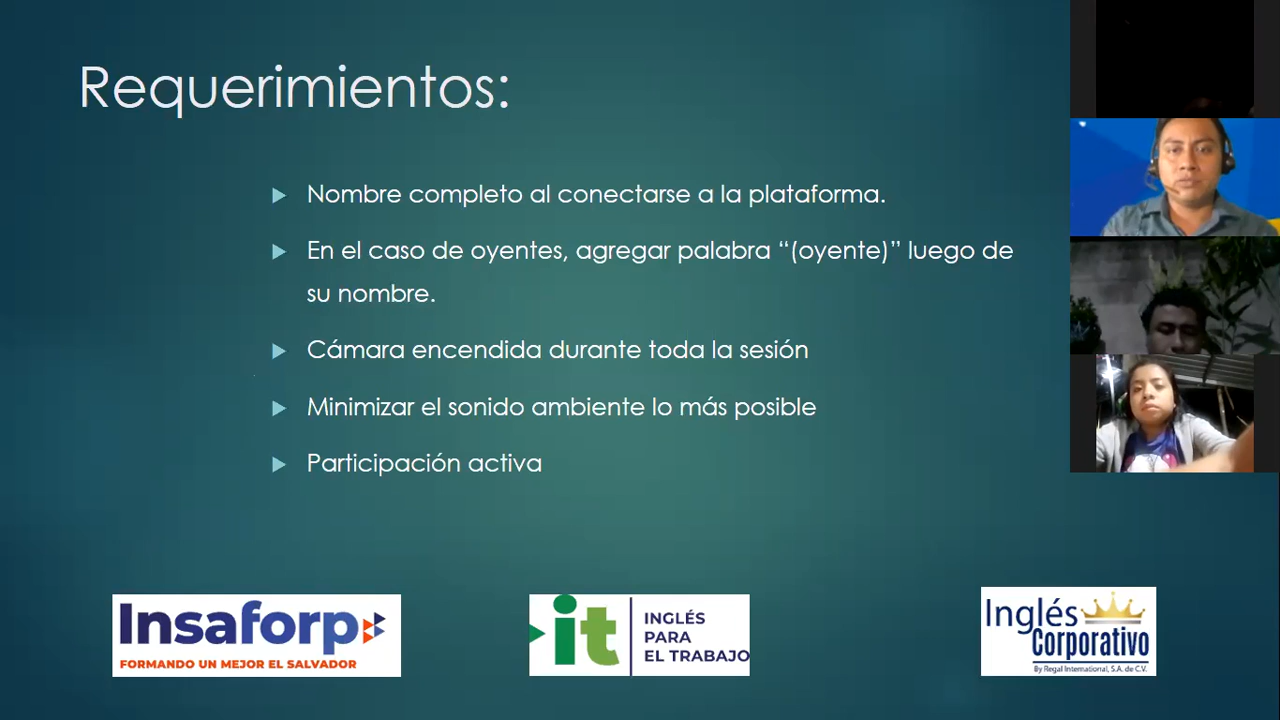 Requerimientos:
Nombre completo al conectarse a la plataforma.
En el caso de oyentes, agregar palabra “(oyente)” luego de
su nombre.
Cámara encendida durante toda la sesión
Minimizar el sonido ambiente lo más posible
Participación activa
Insaforp
FORMANDO UN MEJOR EL SALVADOR
it
INGLÉS
PARA
EL TRABAJO
Inglés
Corporativo
By Regal International, S.A. de C.V.